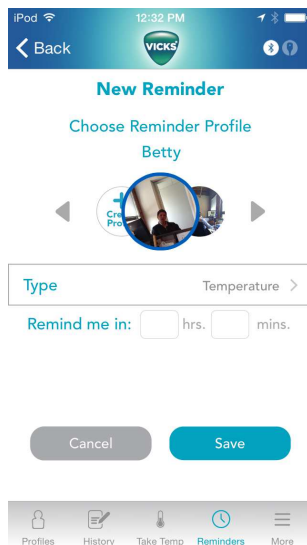 iPod 12:32 PM
Back VICKS
New Reminder
Choose Reminder Profile
Betty
Type Temperature
Remind me in: hrs. mins.
Cancel Save
Profiles History Take Temp Reminders More